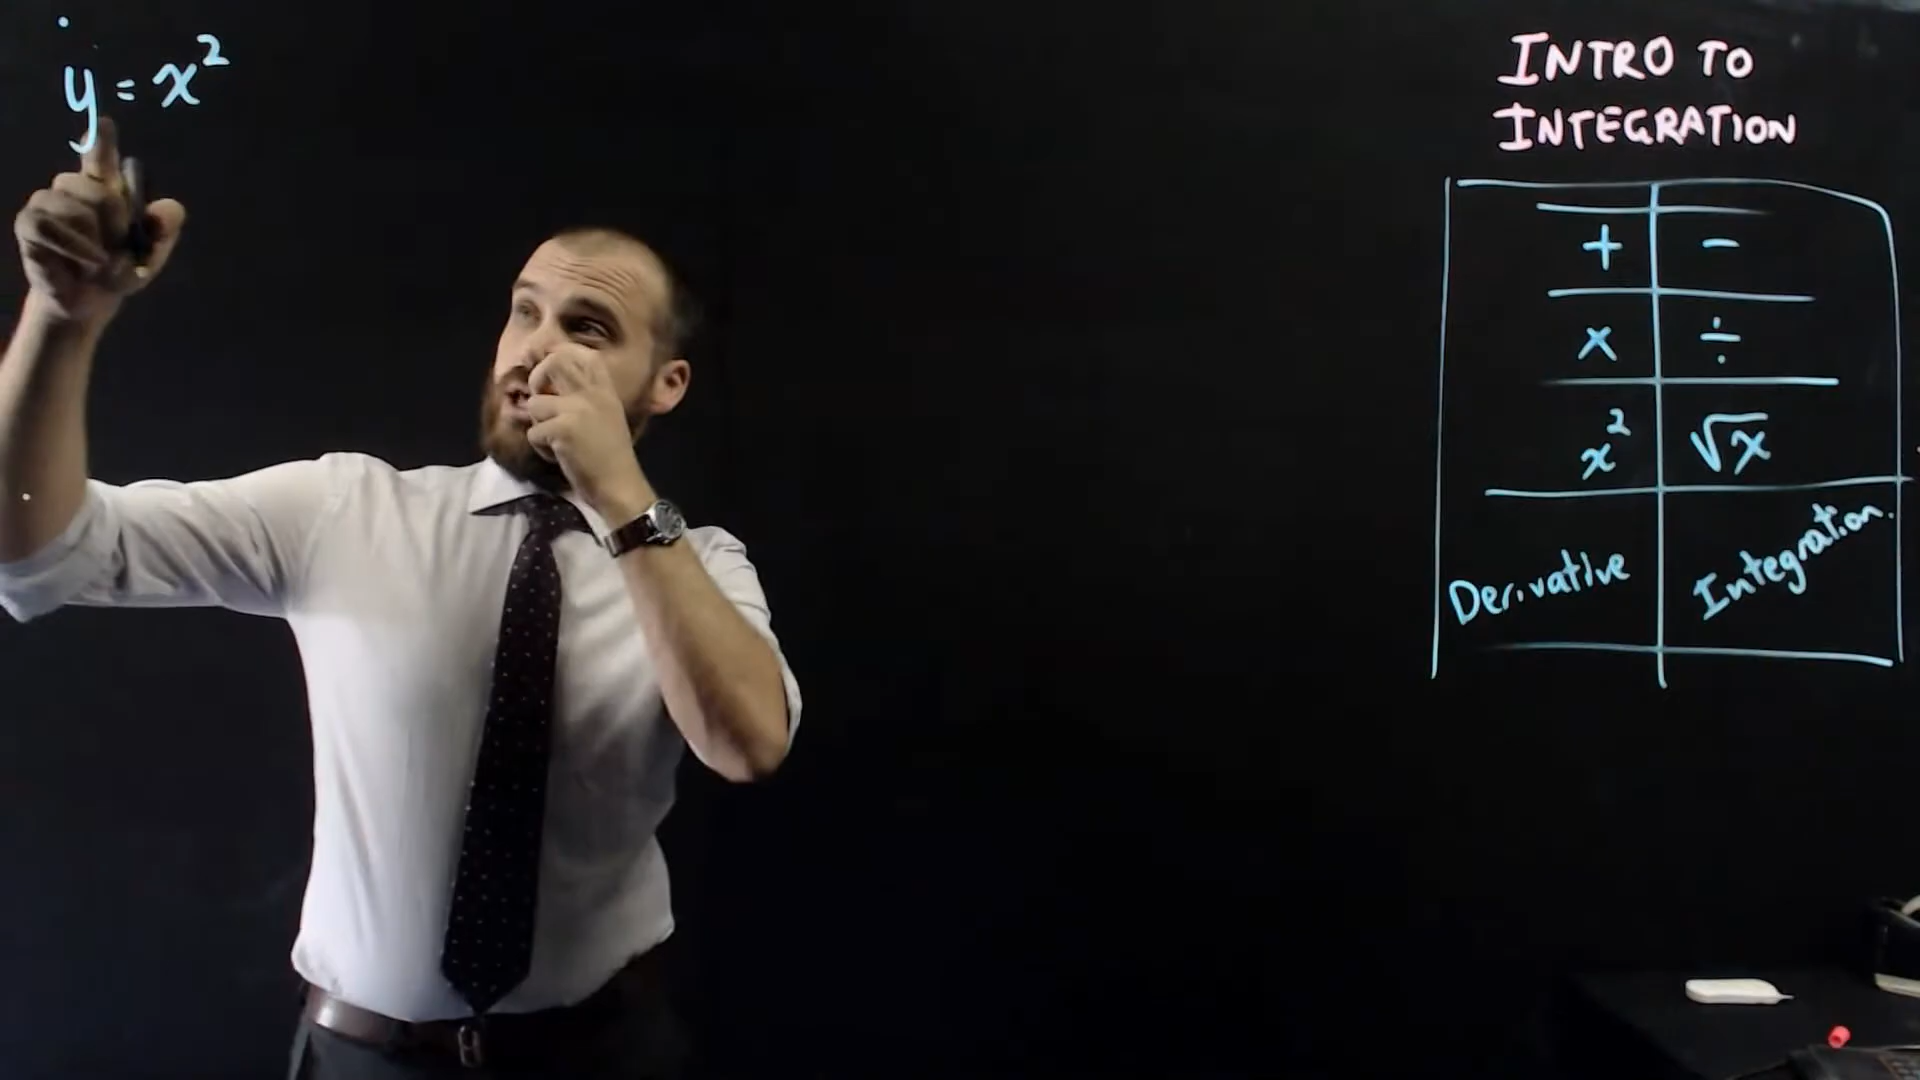 y = x²
INTRO TO
INTEGRATION
+ −
× ÷
x² √x
Derivative Integration.